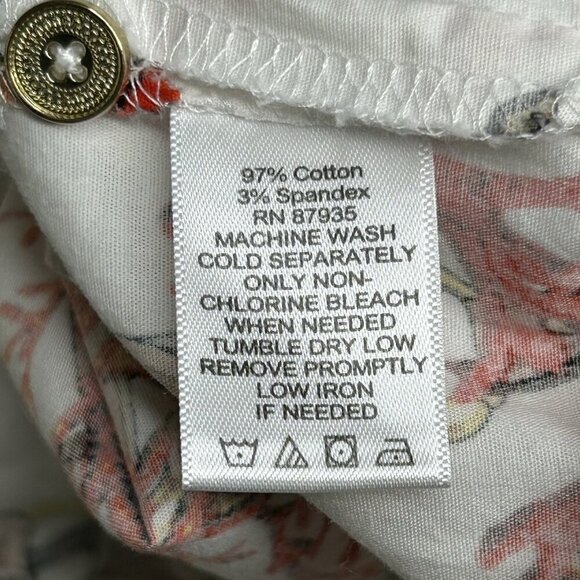 97% Cotton
3% Spandex
RN 87935
MACHINE WASH
COLD SEPARATELY
ONLY NON-
CHLORINE BLEACH
WHEN NEEDED
TUMBLE DRY LOW
REMOVE PROMPTLY
LOW IRON
IF NEEDED